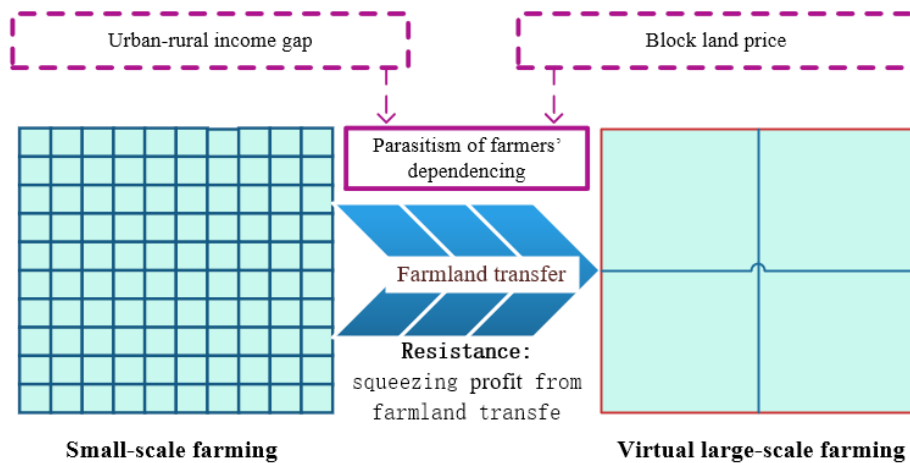 Urban-rural income gap
Block land price
Parasitism of farmers'
dependencing
Farmland transfer
Resistance:
squeezing profit from
farmland transfe
Small-scale farming
Virtual large-scale farming